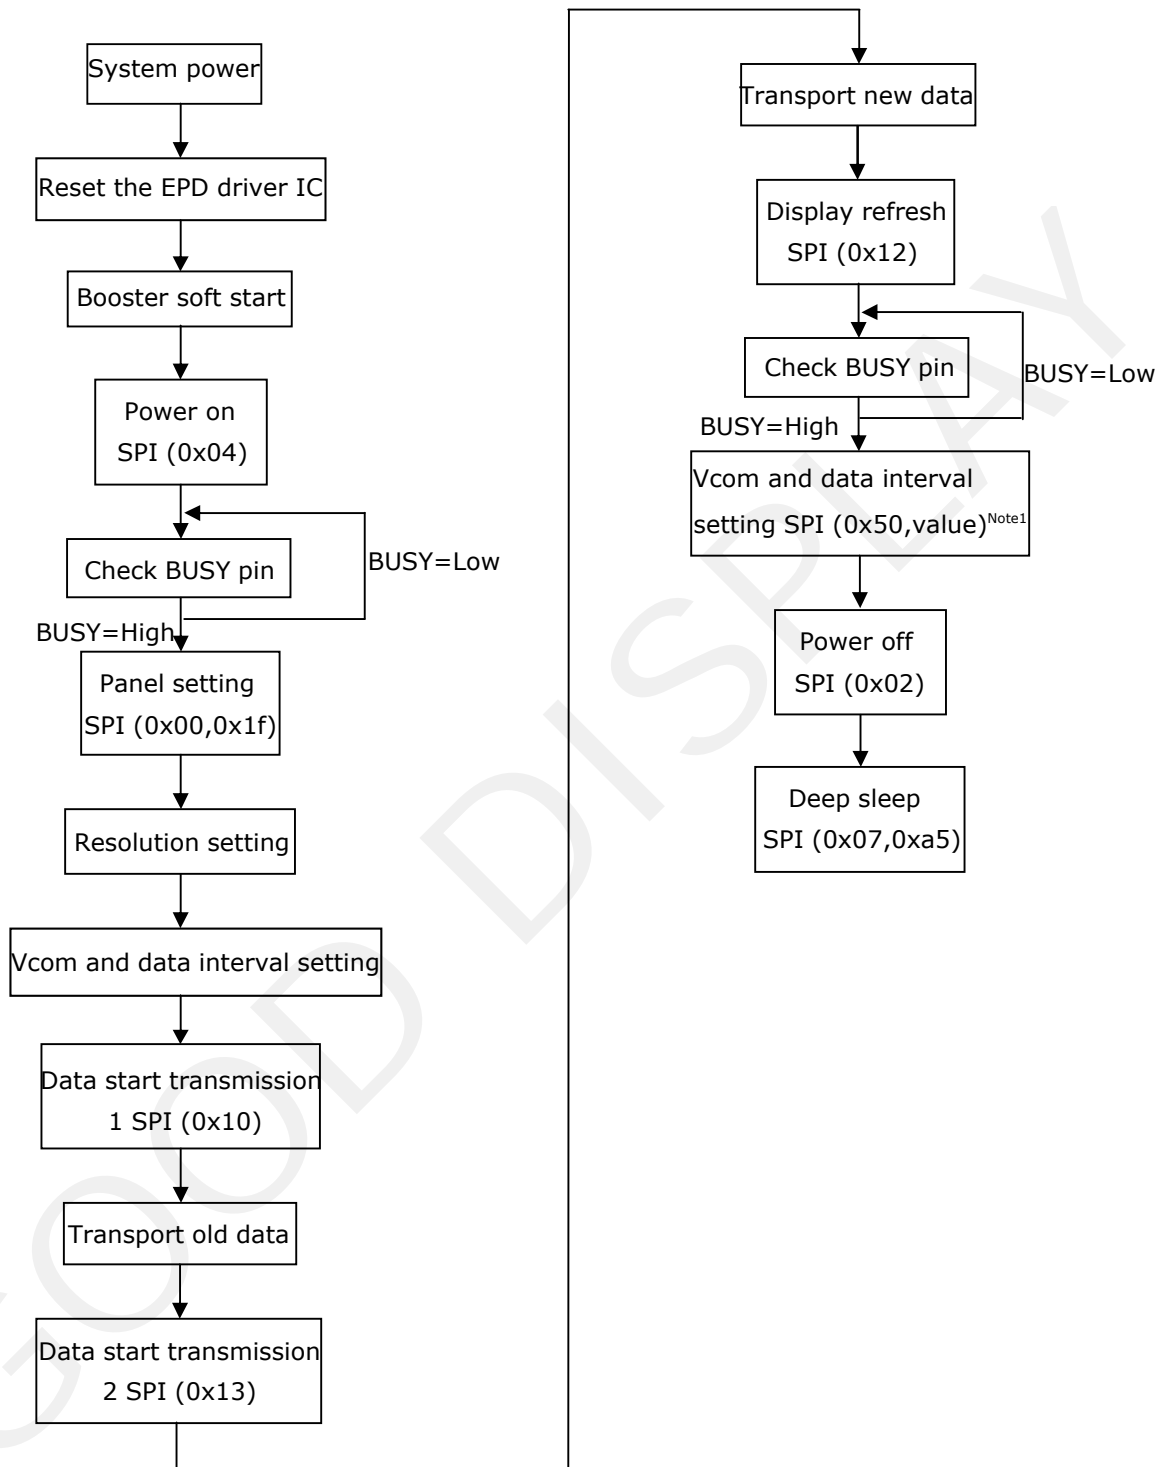 System power
Reset the EPD driver IC
Booster soft start
Power on
SPI (0x04)
Check BUSY pin
BUSY=Low
BUSY=High
Panel setting
SPI (0x00,0x1f)
Resolution setting
Vcom and data interval setting
Data start transmission
1 SPI (0x10)
Transport old data
Data start transmission
2 SPI (0x13)
Transport new data
Display refresh
SPI (0x12)
Check BUSY pin
BUSY=Low
BUSY=High
Vcom and data interval
setting SPI (0x50,value)Note1
Power off
SPI (0x02)
Deep sleep
SPI (0x07,0xa5)
GOOD DISPLAY